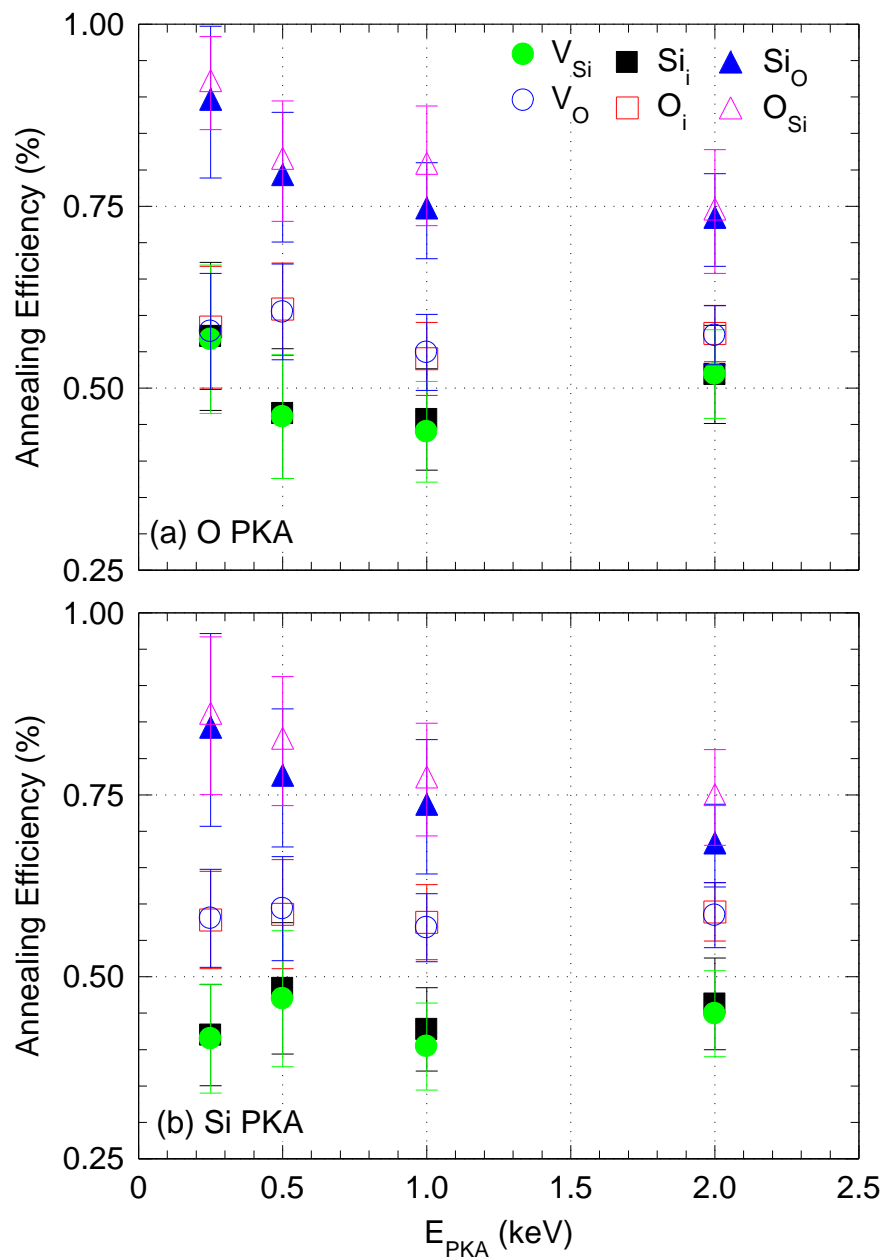 1.00
V_Si Si_i Si_O
V_O O_i O_Si
0.75
0.50
0.25
Annealing Efficiency (%)
(a) O PKA
1.00
0.75
0.50
0.25
Annealing Efficiency (%)
(b) Si PKA
0 0.5 1.0 1.5 2.0 2.5
E_PKA (keV)